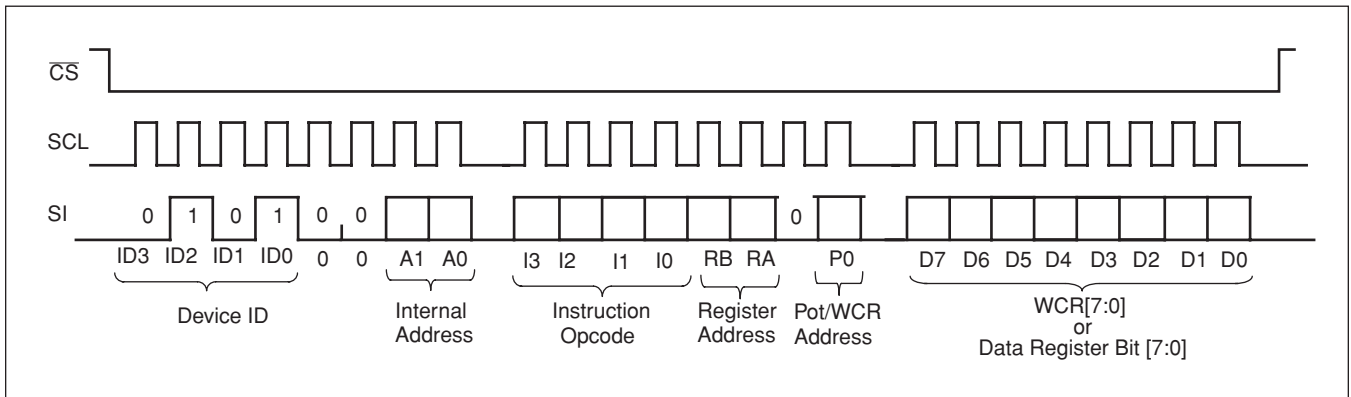 CS
SCL
SI 0 1 0 1 0 0 0
ID3 ID2 ID1 ID0 0 0 A1 A0 I3 I2 I1 I0 RB RA P0 D7 D6 D5 D4 D3 D2 D1 D0
Device ID
Internal Address
Instruction Opcode
Register Address
Pot/WCR Address
WCR[7:0]
or
Data Register Bit [7:0]